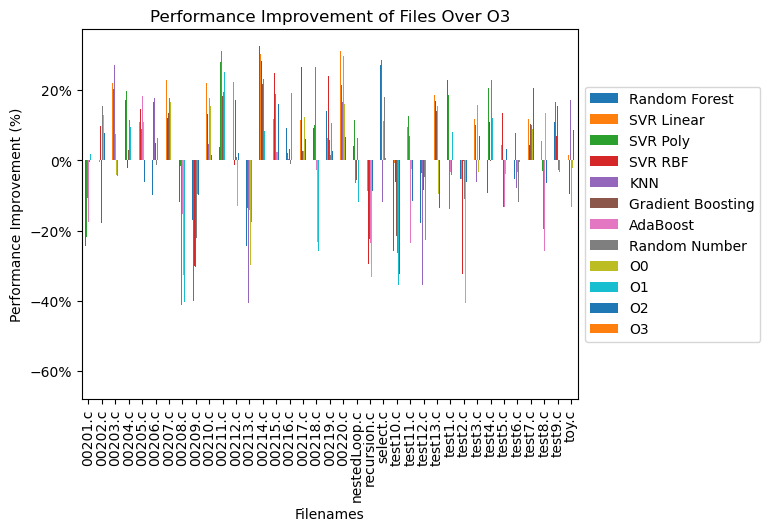 Performance Improvement of Files Over O3
Performance Improvement (%)
20%
0%
−20%
−40%
−60%
00201.c
00202.c
00203.c
00204.c
00205.c
00206.c
00207.c
00208.c
00209.c
00210.c
00211.c
00212.c
00213.c
00214.c
00215.c
00216.c
00217.c
00218.c
00219.c
00220.c
nestedLoop.c
recursion.c
select.c
test10.c
test11.c
test12.c
test13.c
test1.c
test2.c
test3.c
test4.c
test5.c
test6.c
test7.c
test8.c
test9.c
toy.c
Filenames
Random Forest
SVR Linear
SVR Poly
SVR RBF
KNN
Gradient Boosting
AdaBoost
Random Number
O0
O1
O2
O3